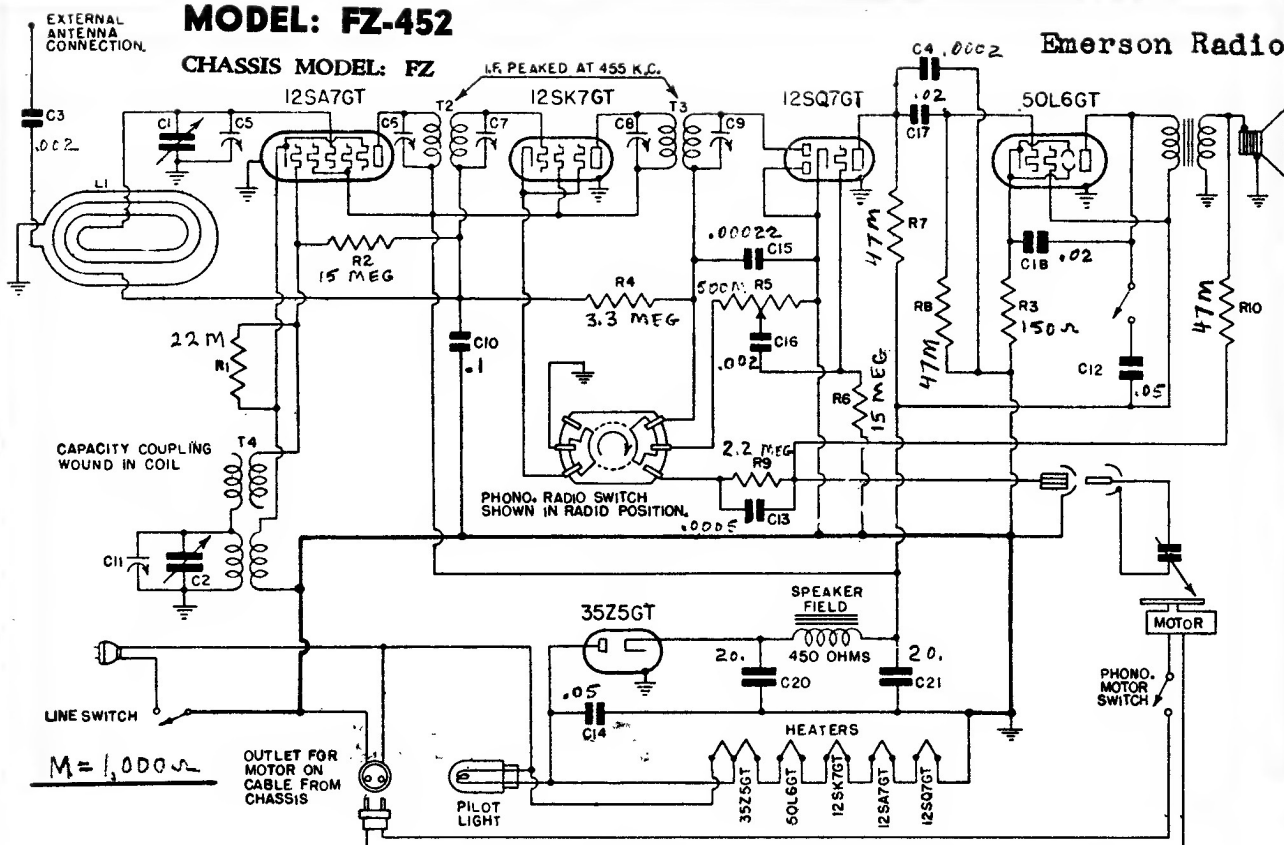 EXTERNAL
ANTENNA
CONNECTION.
MODEL: FZ-452
CHASSIS MODEL: FZ
Emerson Radio
I.F. PEAKED AT 455 K.C.
C4 .0002
12SA7GT
T2
12SK7GT
T3
12SQ7GT
.02
C17
50L6GT
C3
.002
C1
C5
C6
C7
C8
C9
L1
R2
15 MEG
.00022
C15
R7
47M
C18 .02
R4
3.3 MEG
500M
R5
R8
47M
R3
150Ω
47M
R10
22M
R1
C10
.1
C16
.002
R6
15 MEG
C12
.05
CAPACITY COUPLING
WOUND IN COIL
T4
2.2 MEG
R9
PHONO. RADIO SWITCH
SHOWN IN RADIO POSITION.
.0005
C13
C11
C2
35Z5GT
SPEAKER
FIELD
450 OHMS
MOTOR
20.
C20
20.
C21
.05
C14
PHONO.
MOTOR
SWITCH
LINE SWITCH
HEATERS
M = 1,000Ω
OUTLET FOR
MOTOR ON
CABLE FROM
CHASSIS
PILOT
LIGHT
35Z5GT
50L6GT
12SK7GT
12SA7GT
12SQ7GT